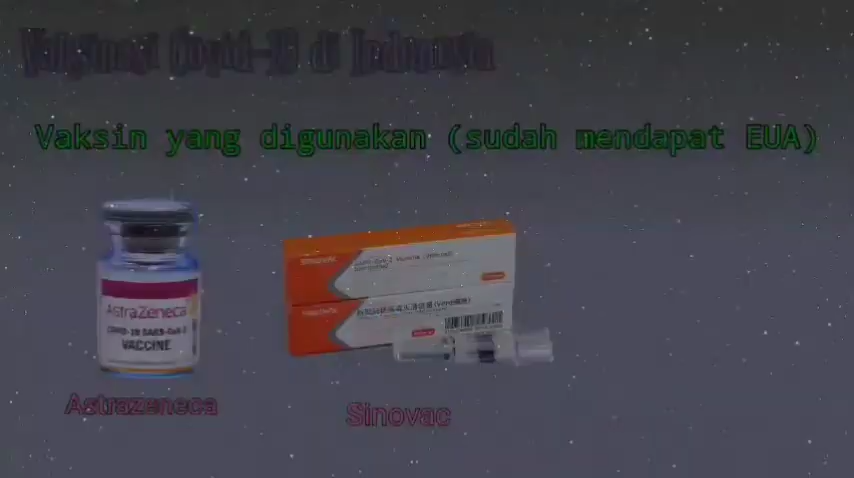 Vaksinasi Covid-19 di Indonesia
Vaksin yang digunakan (sudah mendapat EUA)
AstraZeneca
COVID-19 SARS-CoV-2
VACCINE
SINOVAC
Astrazeneca
Sinovac